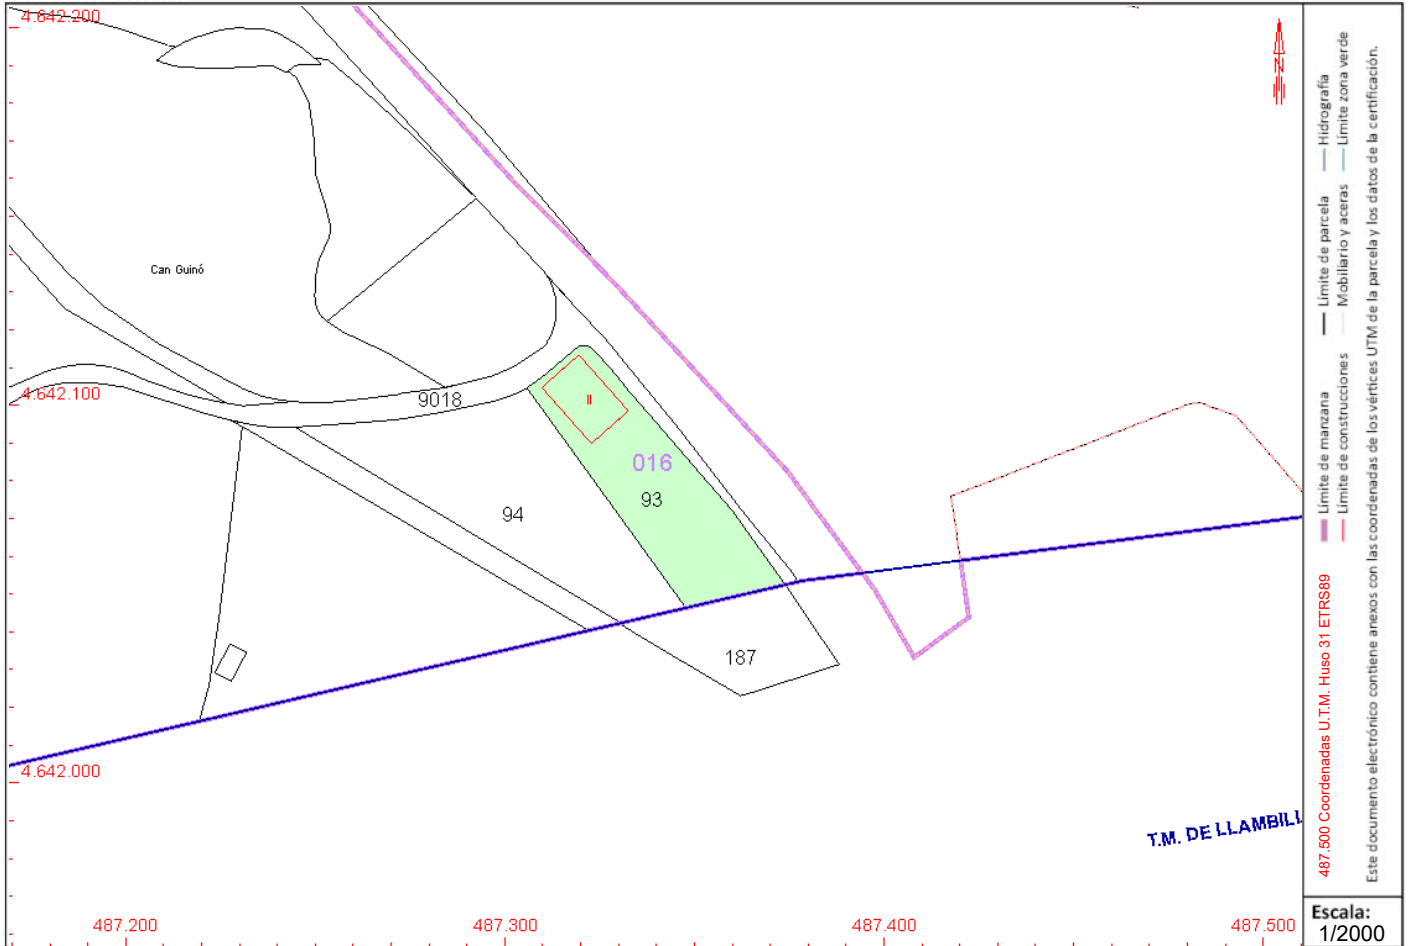 4.642.200
N
Can Guinó
4.642.100
9018
II
016
93
94
187
4.642.000
T.M. DE LLAMBILL
487.200
487.300
487.400
487.500
487.500 Coordenadas U.T.M. Huso 31 ETRS89
Límite de manzana
Límite de parcela
Hidrografía
Límite de construcciones
Mobiliario y aceras
Límite zona verde
Este documento electrónico contiene anexos con las coordenadas de los vértices UTM de la parcela y los datos de la certificación.
Escala:
1/2000